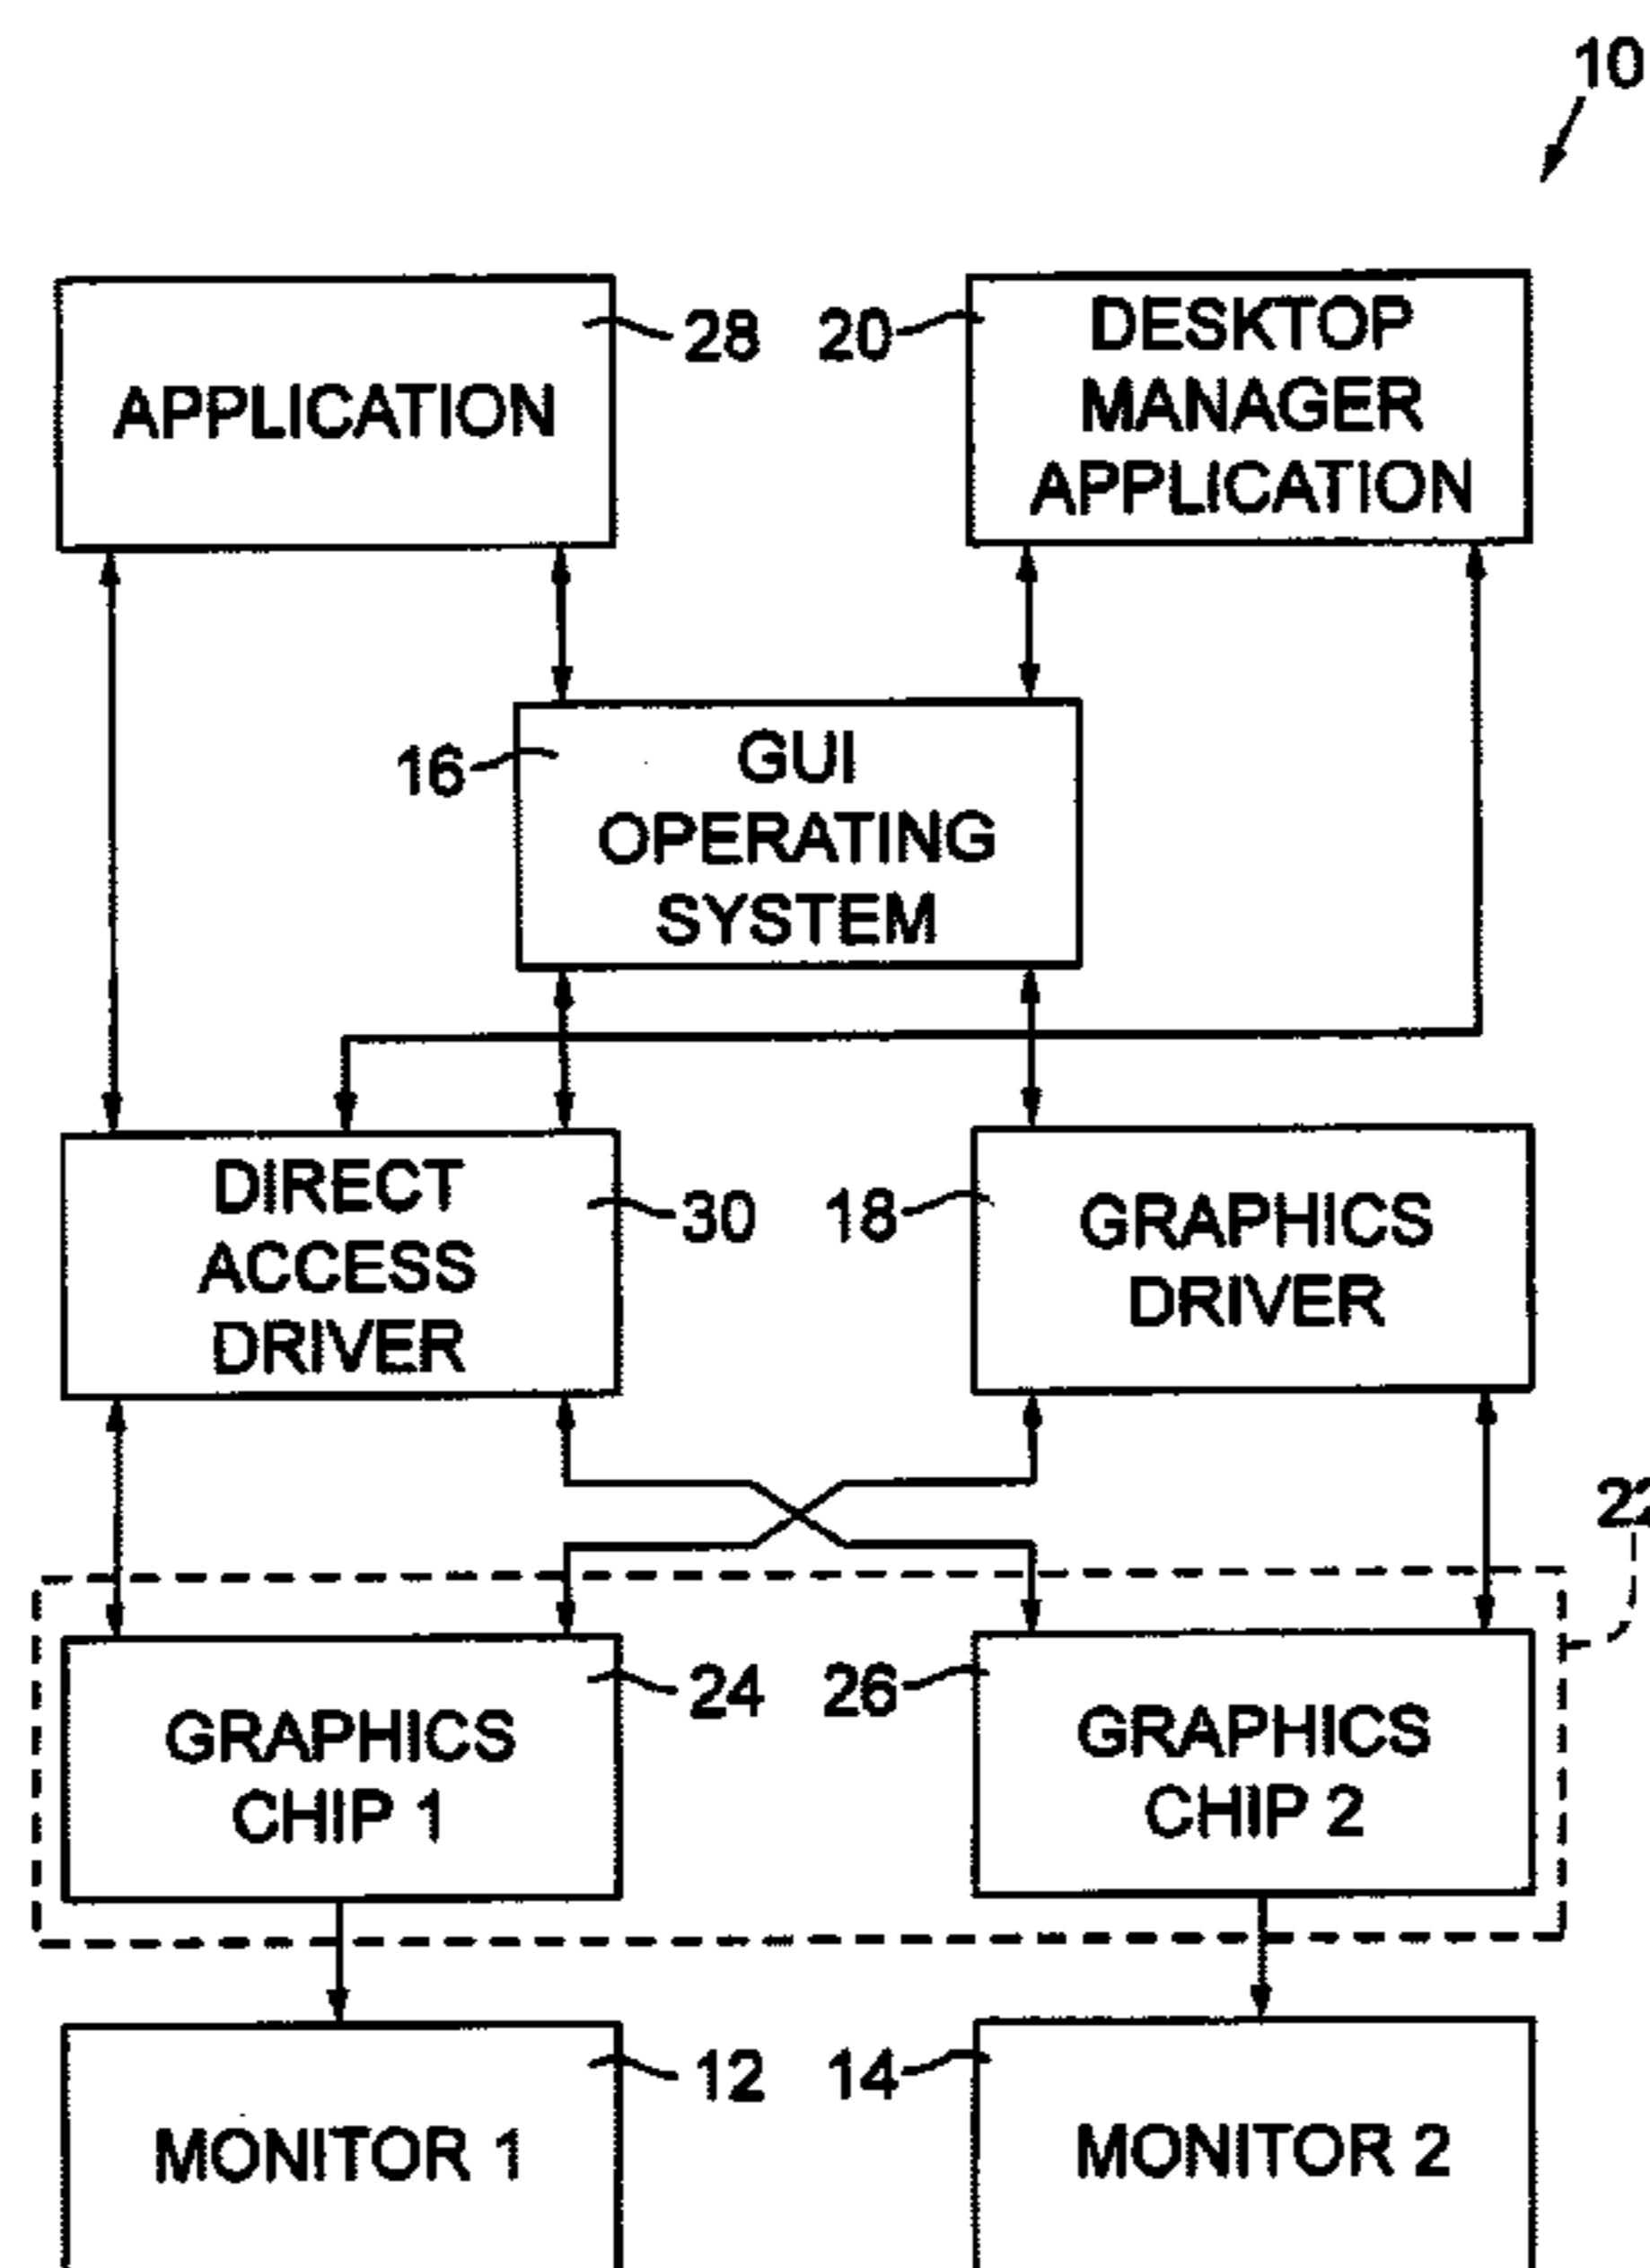 10
APPLICATION
28
20
DESKTOP
MANAGER
APPLICATION
16
GUI
OPERATING
SYSTEM
DIRECT
ACCESS
DRIVER
30
18
GRAPHICS
DRIVER
22
GRAPHICS
CHIP 1
24
26
GRAPHICS
CHIP 2
MONITOR 1
12
14
MONITOR 2